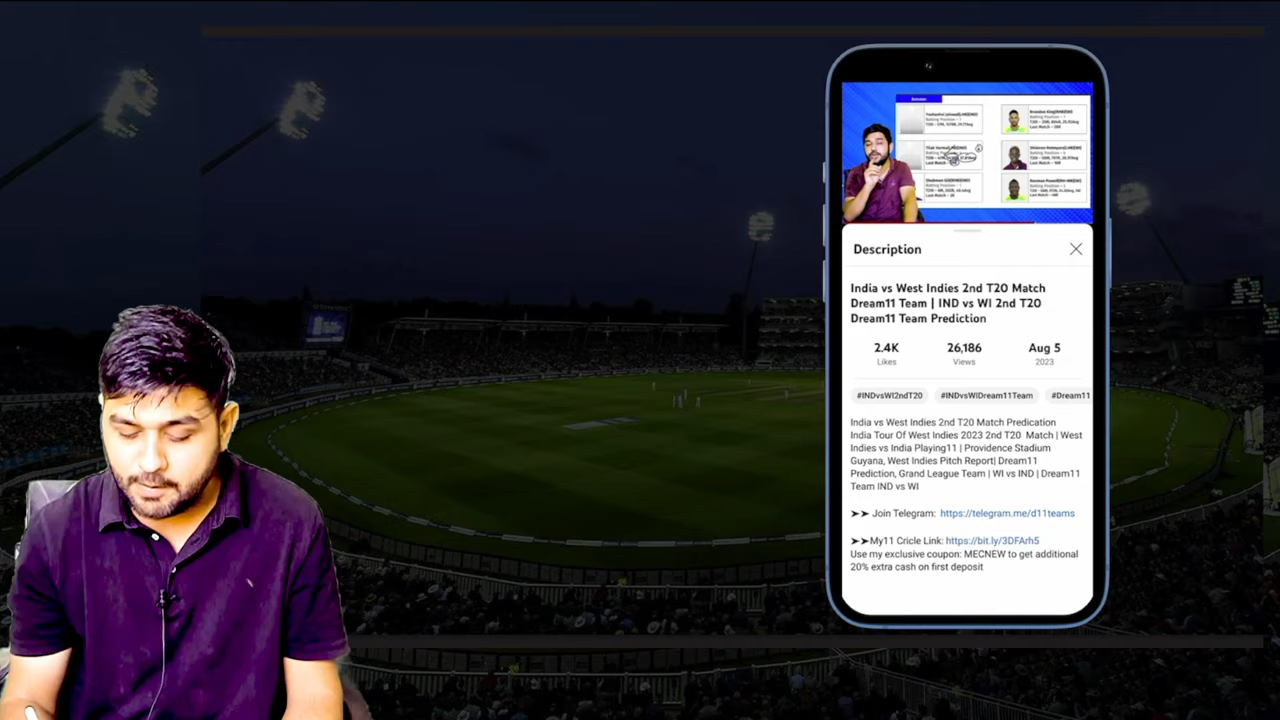 Description
India vs West Indies 2nd T20 Match
Dream11 Team | IND vs WI 2nd T20
Dream11 Team Prediction
2.4K 26,186 Aug 5
Likes Views 2023
#INDvsWI2ndT20 #INDvsWIDream11Team #Dream11
India vs West Indies 2nd T20 Match Predication
India Tour Of West Indies 2023 2nd T20 Match | West
Indies vs India Playing11 | Providence Stadium
Guyana, West Indies Pitch Report| Dream11
Prediction, Grand League Team | WI vs IND | Dream11
Team IND vs WI
➤➤ Join Telegram: https://telegram.me/d11teams
➤➤My11 Cricle Link: https://bit.ly/3DFArh5
Use my exclusive coupon: MECNEW to get additional
20% extra cash on first deposit